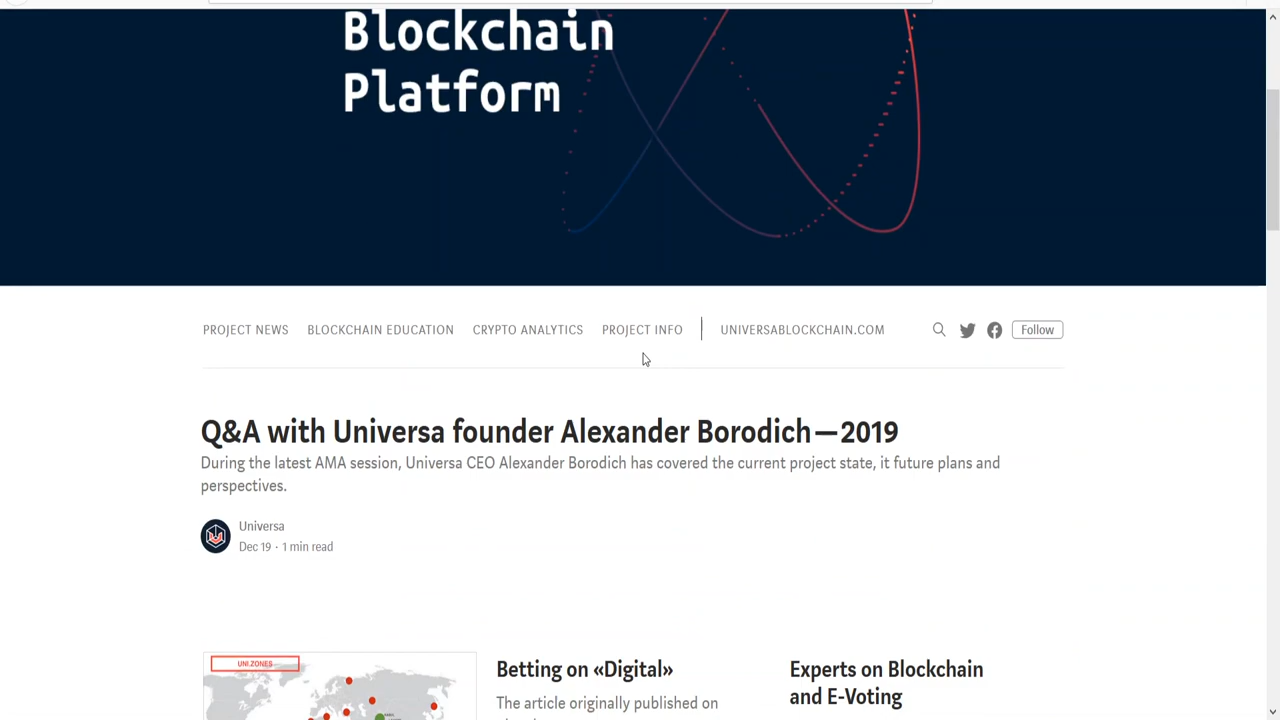 Blockchain
Platform
PROJECT NEWS BLOCKCHAIN EDUCATION CRYPTO ANALYTICS PROJECT INFO UNIVERSABLOCKCHAIN.COM Follow
Q&A with Universa founder Alexander Borodich—2019
During the latest AMA session, Universa CEO Alexander Borodich has covered the current project state, it future plans and
perspectives.
Universa
Dec 19 · 1 min read
UNI.ZONES
Betting on «Digital»
The article originally published on
Experts on Blockchain
and E-Voting